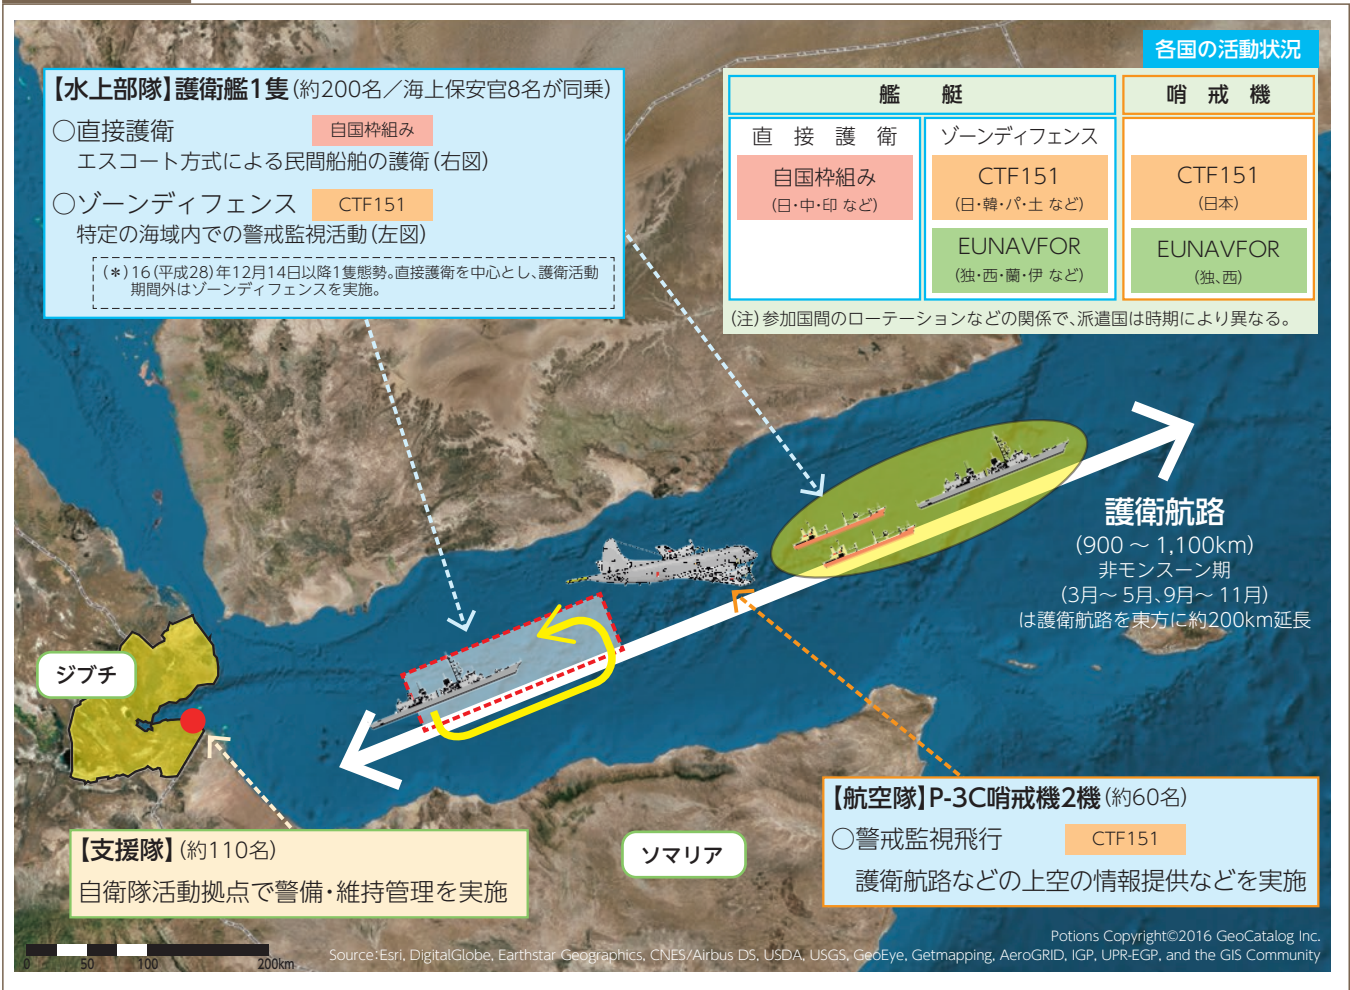 各国の活動状況
【水上部隊】護衛艦1隻(約200名／海上保安官8名が同乗)
○直接護衛 自国枠組み
エスコート方式による民間船舶の護衛(右図)
○ゾーンディフェンス CTF151
特定の海域内での警戒監視活動(左図)
(＊)16(平成28)年12月14日以降1隻態勢。直接護衛を中心とし、護衛活動
期間外はゾーンディフェンスを実施。
艦 艇 哨 戒 機
直 接 護 衛 ゾーンディフェンス
自国枠組み CTF151 CTF151
(日・中・印 など) (日・韓・パ・土 など) (日本)
EUNAVFOR EUNAVFOR
(独・西・蘭・伊 など) (独、西)
(注)参加国間のローテーションなどの関係で、派遣国は時期により異なる。
護衛航路
(900 ～ 1,100km)
非モンスーン期
(3月～ 5月、9月～ 11月)
は護衛航路を東方に約200km延長
ジブチ
【航空隊】P-3C哨戒機2機(約60名)
○警戒監視飛行 CTF151
護衛航路などの上空の情報提供などを実施
【支援隊】(約110名)
自衛隊活動拠点で警備・維持管理を実施
ソマリア
0 50 100 200km
Potions Copyright©2016 GeoCatalog Inc.
Source:Esri, DigitalGlobe, Earthstar Geographics, CNES/Airbus DS, USDA, USGS, GeoEye, Getmapping, AeroGRID, IGP, UPR-EGP, and the GIS Community